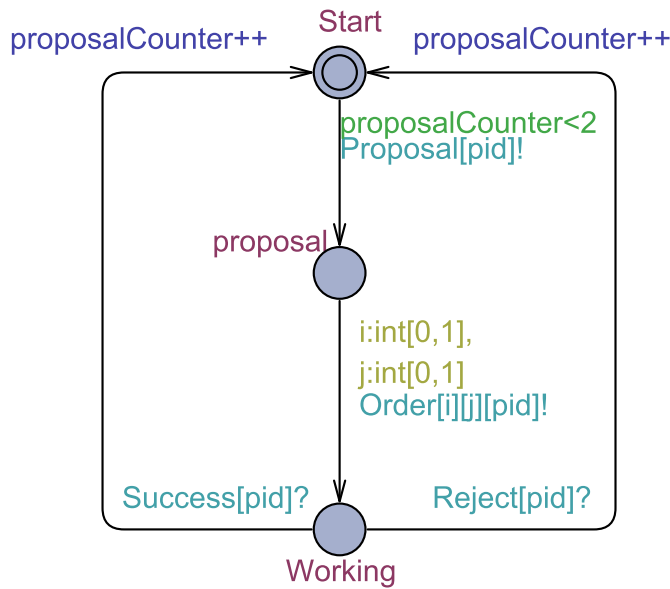 Start
proposalCounter++
proposalCounter++
proposalCounter<2
Proposal[pid]!
proposal
i:int[0,1],
j:int[0,1]
Order[i][j][pid]!
Success[pid]?
Reject[pid]?
Working